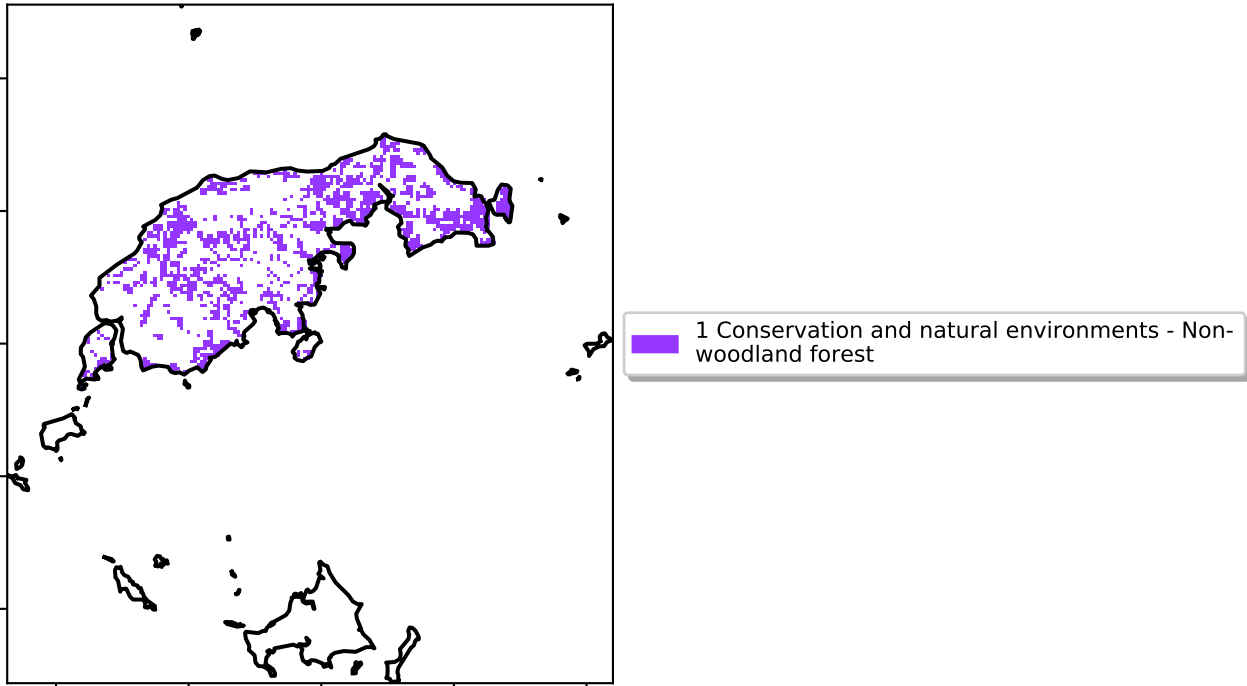 1 Conservation and natural environments - Non-
woodland forest